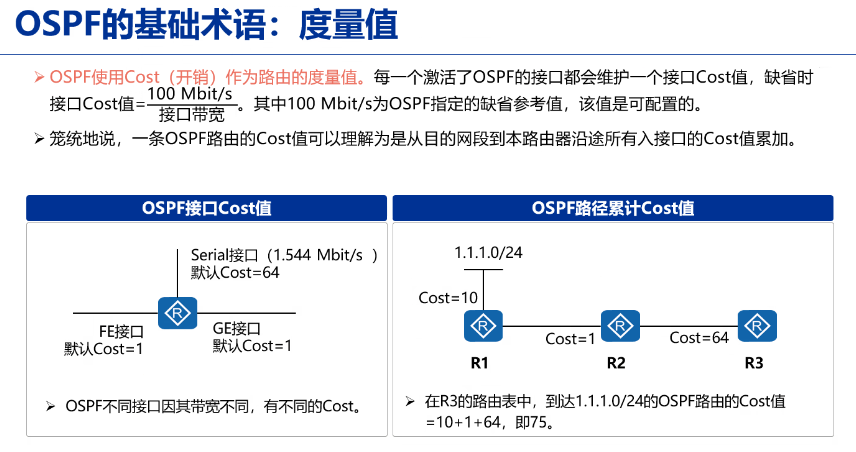 OSPF的基础术语：度量值
➢ OSPF使用Cost（开销）作为路由的度量值。每一个激活了OSPF的接口都会维护一个接口Cost值，缺省时
接口Cost值=100 Mbit/s/接口带宽。其中100 Mbit/s为OSPF指定的缺省参考值，该值是可配置的。
➢ 笼统地说，一条OSPF路由的Cost值可以理解为是从目的网段到本路由器沿途所有入接口的Cost值累加。
OSPF接口Cost值
Serial接口（1.544 Mbit/s ）
默认Cost=64
R
FE接口
默认Cost=1
GE接口
默认Cost=1
➢ OSPF不同接口因其带宽不同，有不同的Cost。
OSPF路径累计Cost值
1.1.1.0/24
Cost=10
R
R
R
Cost=1
Cost=64
R1
R2
R3
➢ 在R3的路由表中，到达1.1.1.0/24的OSPF路由的Cost值
=10+1+64，即75。